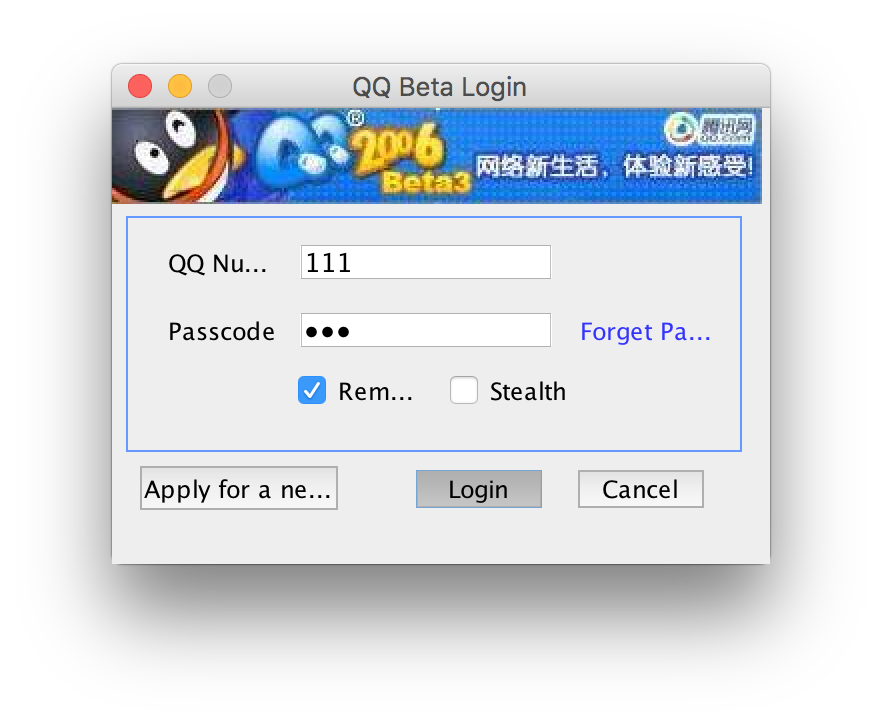 QQ Beta Login
QQ ® 2006 Beta3
腾讯网
QQ.com
网络新生活，体验新感受!
QQ Nu... 111
Passcode ••• Forget Pa...
Rem... Stealth
Apply for a ne... Login Cancel